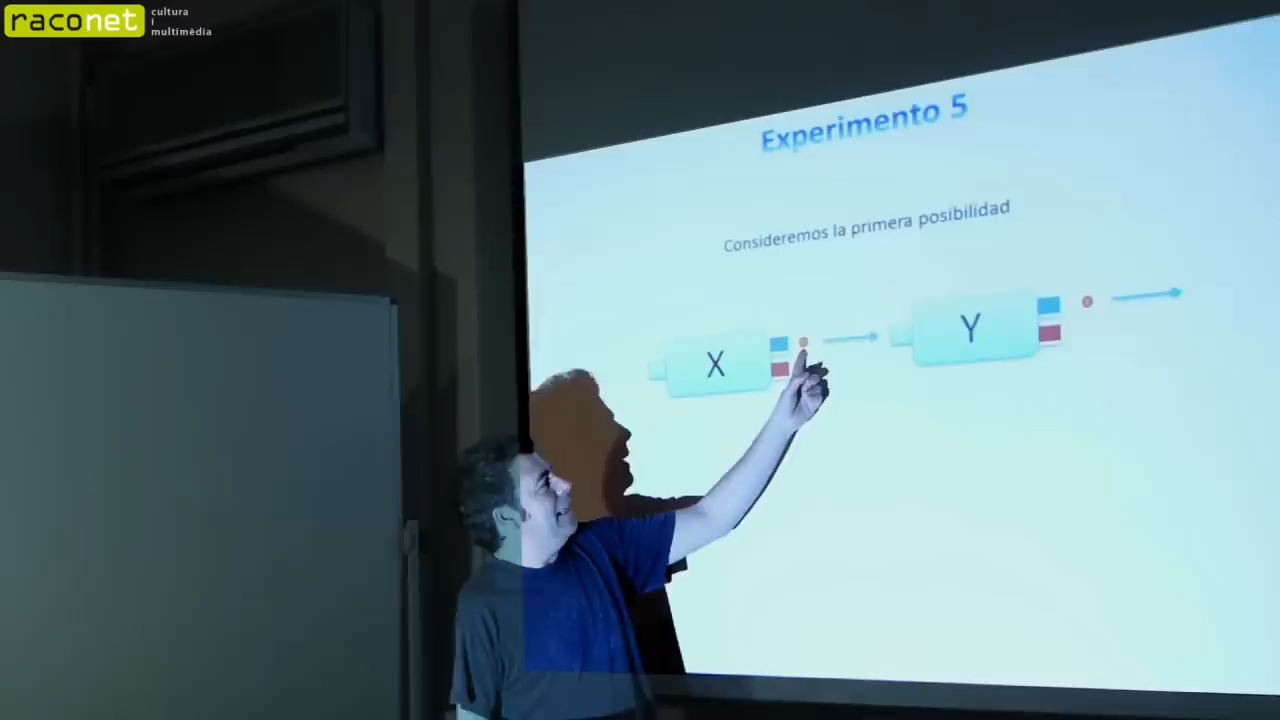 raconet
cultura
i
multimèdia
Experimento 5
Consideremos la primera posibilidad
X
Y